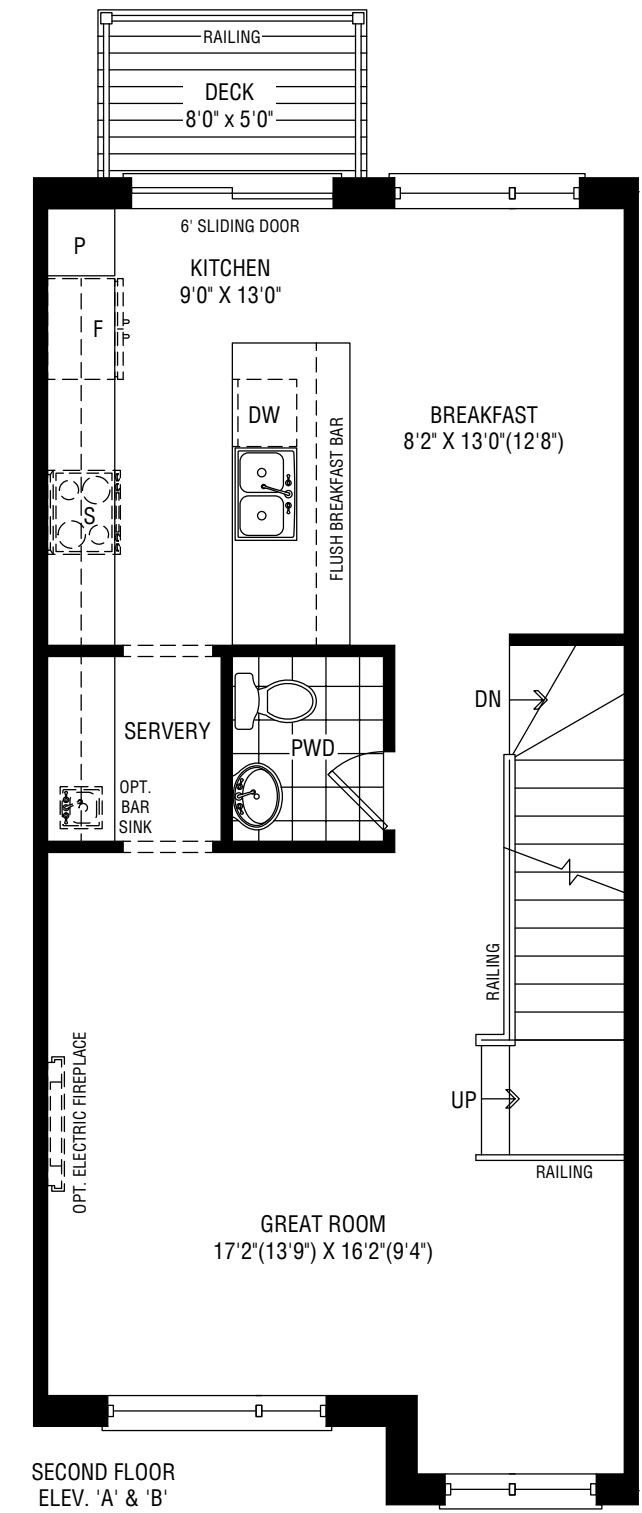 RAILING
DECK
8'0" x 5'0"
6' SLIDING DOOR
P
KITCHEN
9'0" X 13'0"
F
DW
BREAKFAST
8'2" X 13'0"(12'8")
FLUSH BREAKFAST BAR
S
DN
SERVERY
PWD
OPT.
BAR
SINK
RAILING
OPT. ELECTRIC FIREPLACE
UP
RAILING
GREAT ROOM
17'2"(13'9") X 16'2"(9'4")
SECOND FLOOR
ELEV. 'A' & 'B'